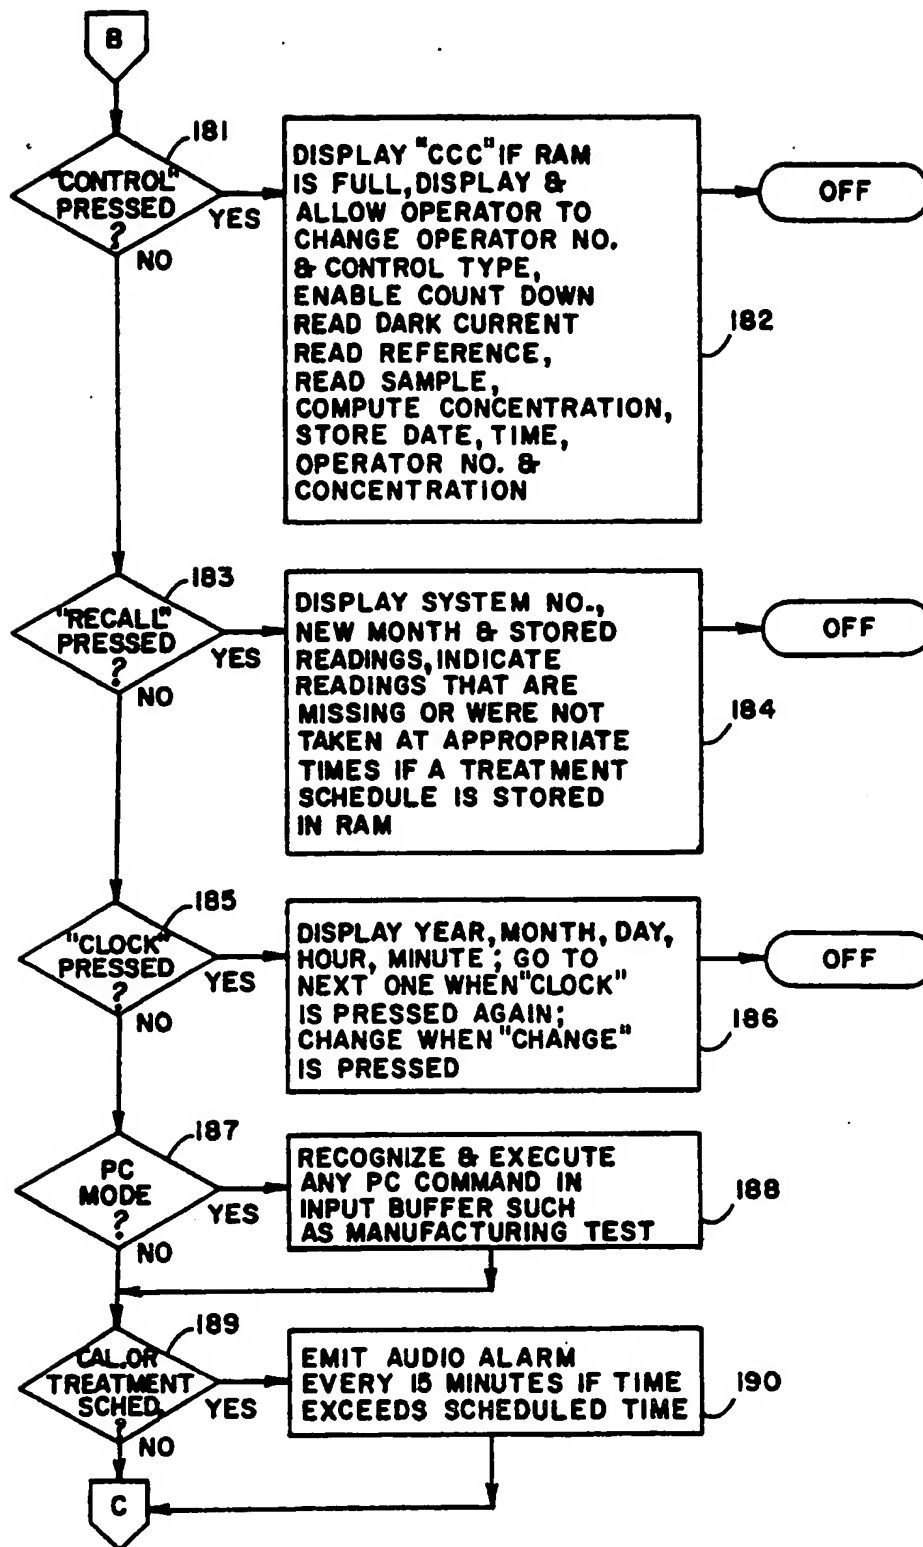 B
181
"CONTROL"
PRESSED
?
YES
NO
DISPLAY "CCC" IF RAM
IS FULL, DISPLAY &
ALLOW OPERATOR TO
CHANGE OPERATOR NO.
& CONTROL TYPE,
ENABLE COUNT DOWN
READ DARK CURRENT
READ REFERENCE,
READ SAMPLE,
COMPUTE CONCENTRATION,
STORE DATE, TIME,
OPERATOR NO. &
CONCENTRATION
182
OFF
183
"RECALL"
PRESSED
?
YES
NO
DISPLAY SYSTEM NO.,
NEW MONTH & STORED
READINGS, INDICATE
READINGS THAT ARE
MISSING OR WERE NOT
TAKEN AT APPROPRIATE
TIMES IF A TREATMENT
SCHEDULE IS STORED
IN RAM
184
OFF
185
"CLOCK"
PRESSED
?
YES
NO
DISPLAY YEAR, MONTH, DAY,
HOUR, MINUTE; GO TO
NEXT ONE WHEN "CLOCK"
IS PRESSED AGAIN;
CHANGE WHEN "CHANGE"
IS PRESSED
186
OFF
187
PC
MODE
?
YES
NO
RECOGNIZE & EXECUTE
ANY PC COMMAND IN
INPUT BUFFER SUCH
AS MANUFACTURING TEST
188
189
CAL. OR
TREATMENT
SCHED.
?
YES
NO
EMIT AUDIO ALARM
EVERY 15 MINUTES IF TIME
EXCEEDS SCHEDULED TIME
190
C